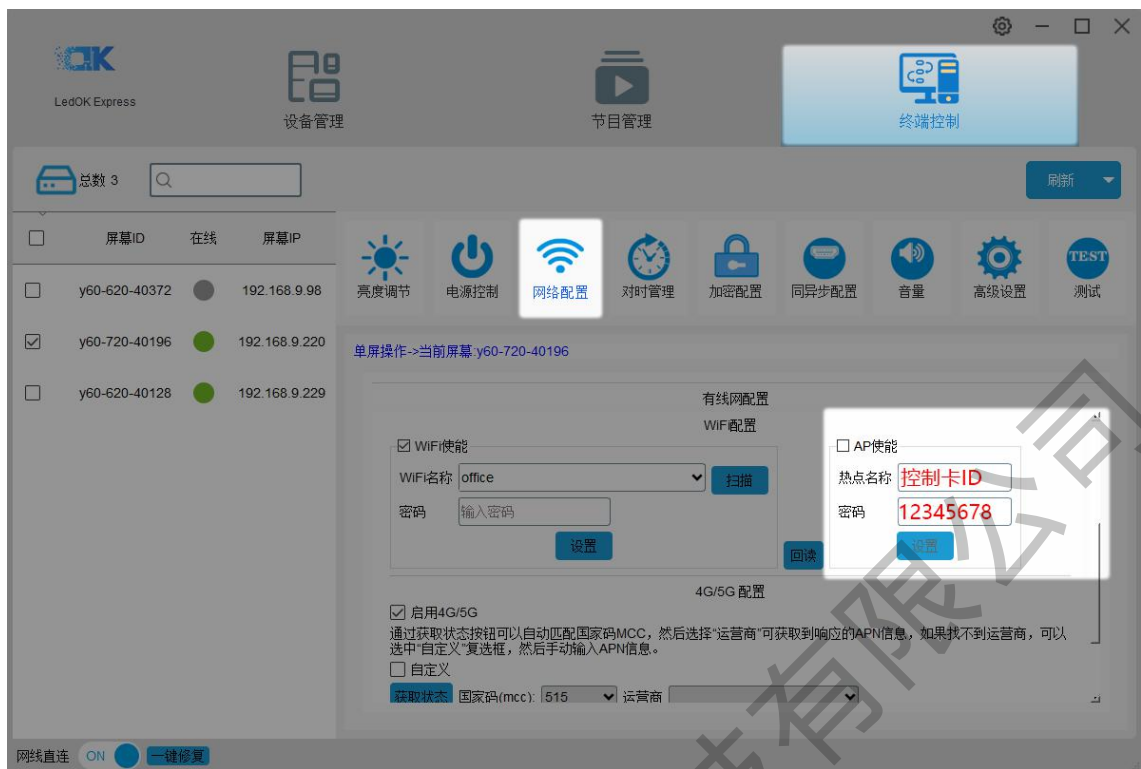 LedOK Express
设备管理
节目管理
终端控制
总数 3
刷新
屏幕ID 在线 屏幕IP
y60-620-40372 192.168.9.98
y60-720-40196 192.168.9.220
y60-620-40128 192.168.9.229
亮度调节 电源控制 网络配置 对时管理 加密配置 同异步配置 音量 高级设置 TEST 测试
单屏操作->当前屏幕:y60-720-40196
有线网配置
WiFi配置
WiFi使能
WiFi名称 office 扫描
密码 输入密码
设置
回读
AP使能
热点名称 控制卡ID
密码 12345678
设置
4G/5G 配置
启用4G/5G
通过获取状态按钮可以自动匹配国家码MCC，然后选择“运营商”可获取到响应的APN信息，如果找不到运营商，可以
选中“自定义”复选框，然后手动输入APN信息。
自定义
获取状态 国家码(mcc): 515 运营商
网线直连 ON 一键修复
技有限公司